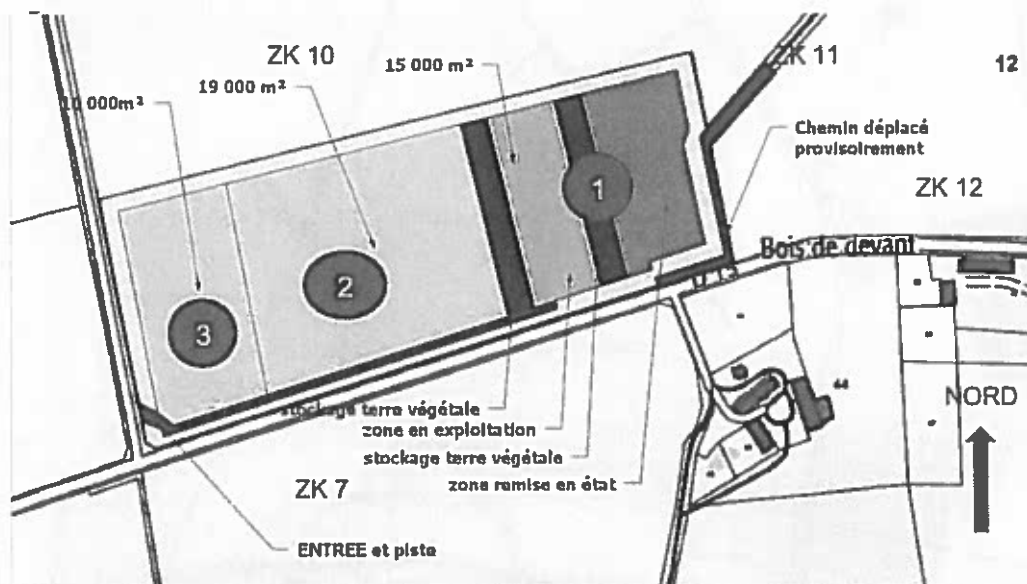 ZK 10
ZK 11
12
15 000 m²
19 000 m²
10 000m²
Chemin déplacé
provisoirement
ZK 12
1
Bois de devant
2
3
stockage terre végétale
zone en exploitation
NORD
stockage terre végétale
zone remise en état
ZK 7
ENTREE et piste